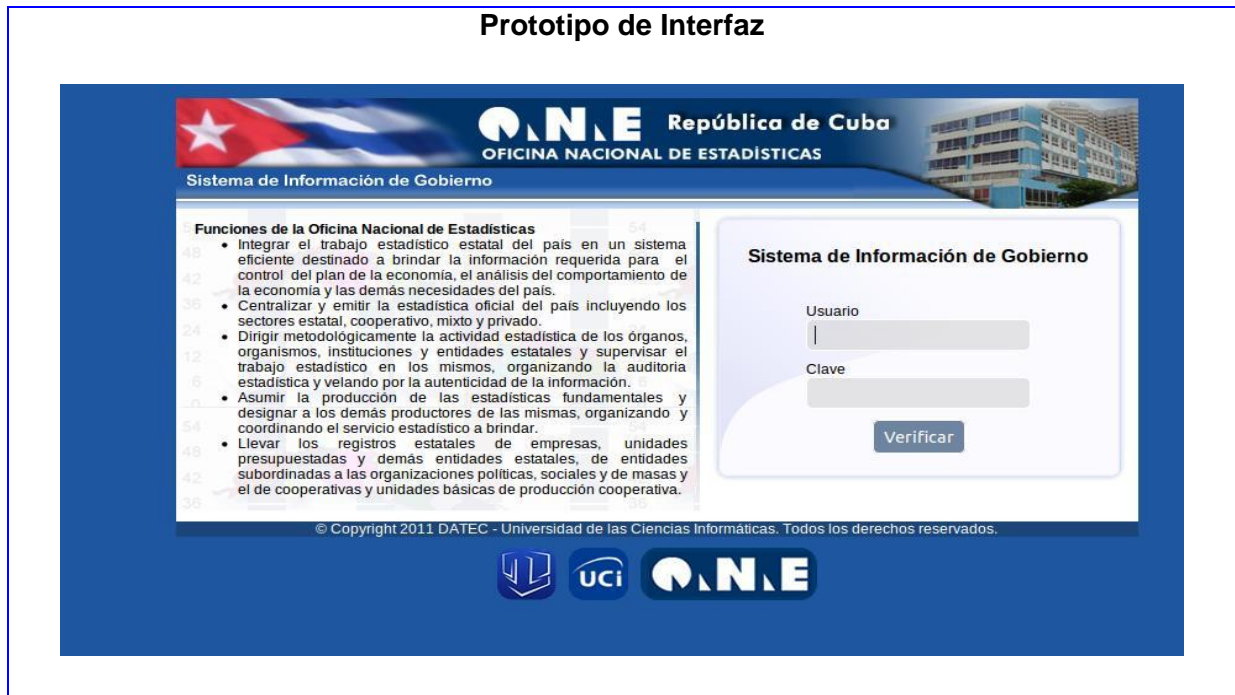 Prototipo de Interfaz
O.N.E República de Cuba
OFICINA NACIONAL DE ESTADÍSTICAS
Sistema de Información de Gobierno
Funciones de la Oficina Nacional de Estadísticas
• Integrar el trabajo estadístico estatal del país en un sistema
eficiente destinado a brindar la información requerida para el
control del plan de la economía, el análisis del comportamiento de
la economía y las demás necesidades del país.
• Centralizar y emitir la estadística oficial del país incluyendo los
sectores estatal, cooperativo, mixto y privado.
• Dirigir metodológicamente la actividad estadística de los órganos,
organismos, instituciones y entidades estatales y supervisar el
trabajo estadístico en los mismos, organizando la auditoria
estadística y velando por la autenticidad de la información.
• Asumir la producción de las estadísticas fundamentales y
designar a los demás productores de las mismas, organizando y
coordinando el servicio estadístico a brindar.
• Llevar los registros estatales de empresas, unidades
presupuestadas y demás entidades estatales, de entidades
subordinadas a las organizaciones políticas, sociales y de masas y
el de cooperativas y unidades básicas de producción cooperativa.
Sistema de Información de Gobierno
Usuario
Clave
Verificar
© Copyright 2011 DATEC - Universidad de las Ciencias Informáticas. Todos los derechos reservados.
UCi O.N.E